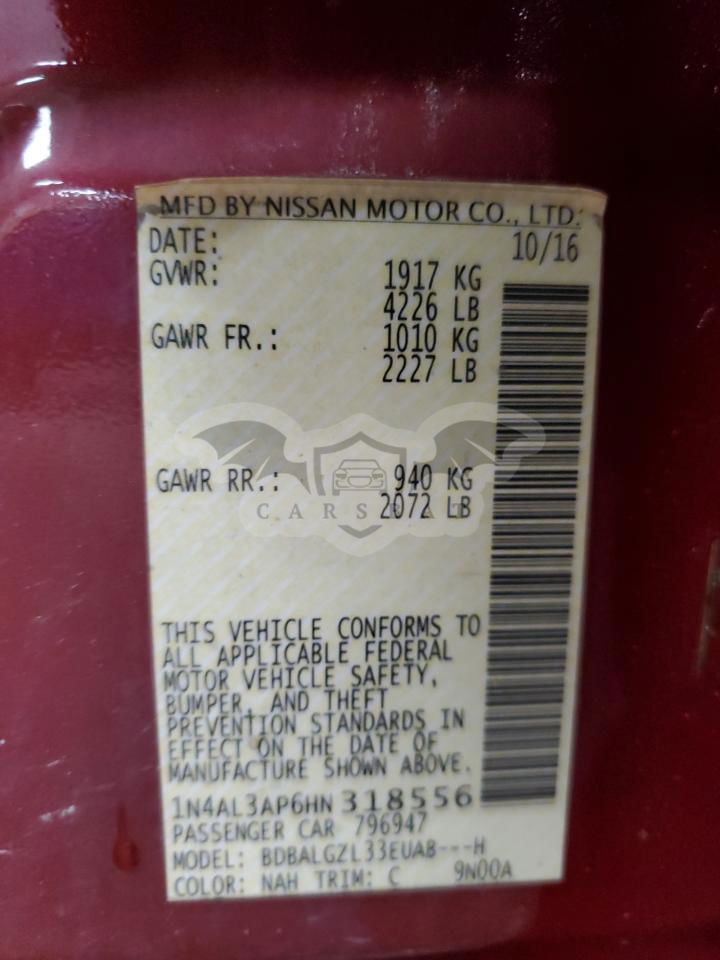 MFD BY NISSAN MOTOR CO., LTD.
DATE: 10/16
GVWR: 1917 KG
4226 LB
GAWR FR.: 1010 KG
2227 LB
GAWR RR.: 940 KG
2072 LB
CARSBAT
THIS VEHICLE CONFORMS TO
ALL APPLICABLE FEDERAL
MOTOR VEHICLE SAFETY,
BUMPER, AND THEFT
PREVENTION STANDARDS IN
EFFECT ON THE DATE OF
MANUFACTURE SHOWN ABOVE.
1N4AL3AP6HN318556
PASSENGER CAR 796947
MODEL: BDBALGZL33EUAB---H
COLOR: NAH TRIM: C 9N00A